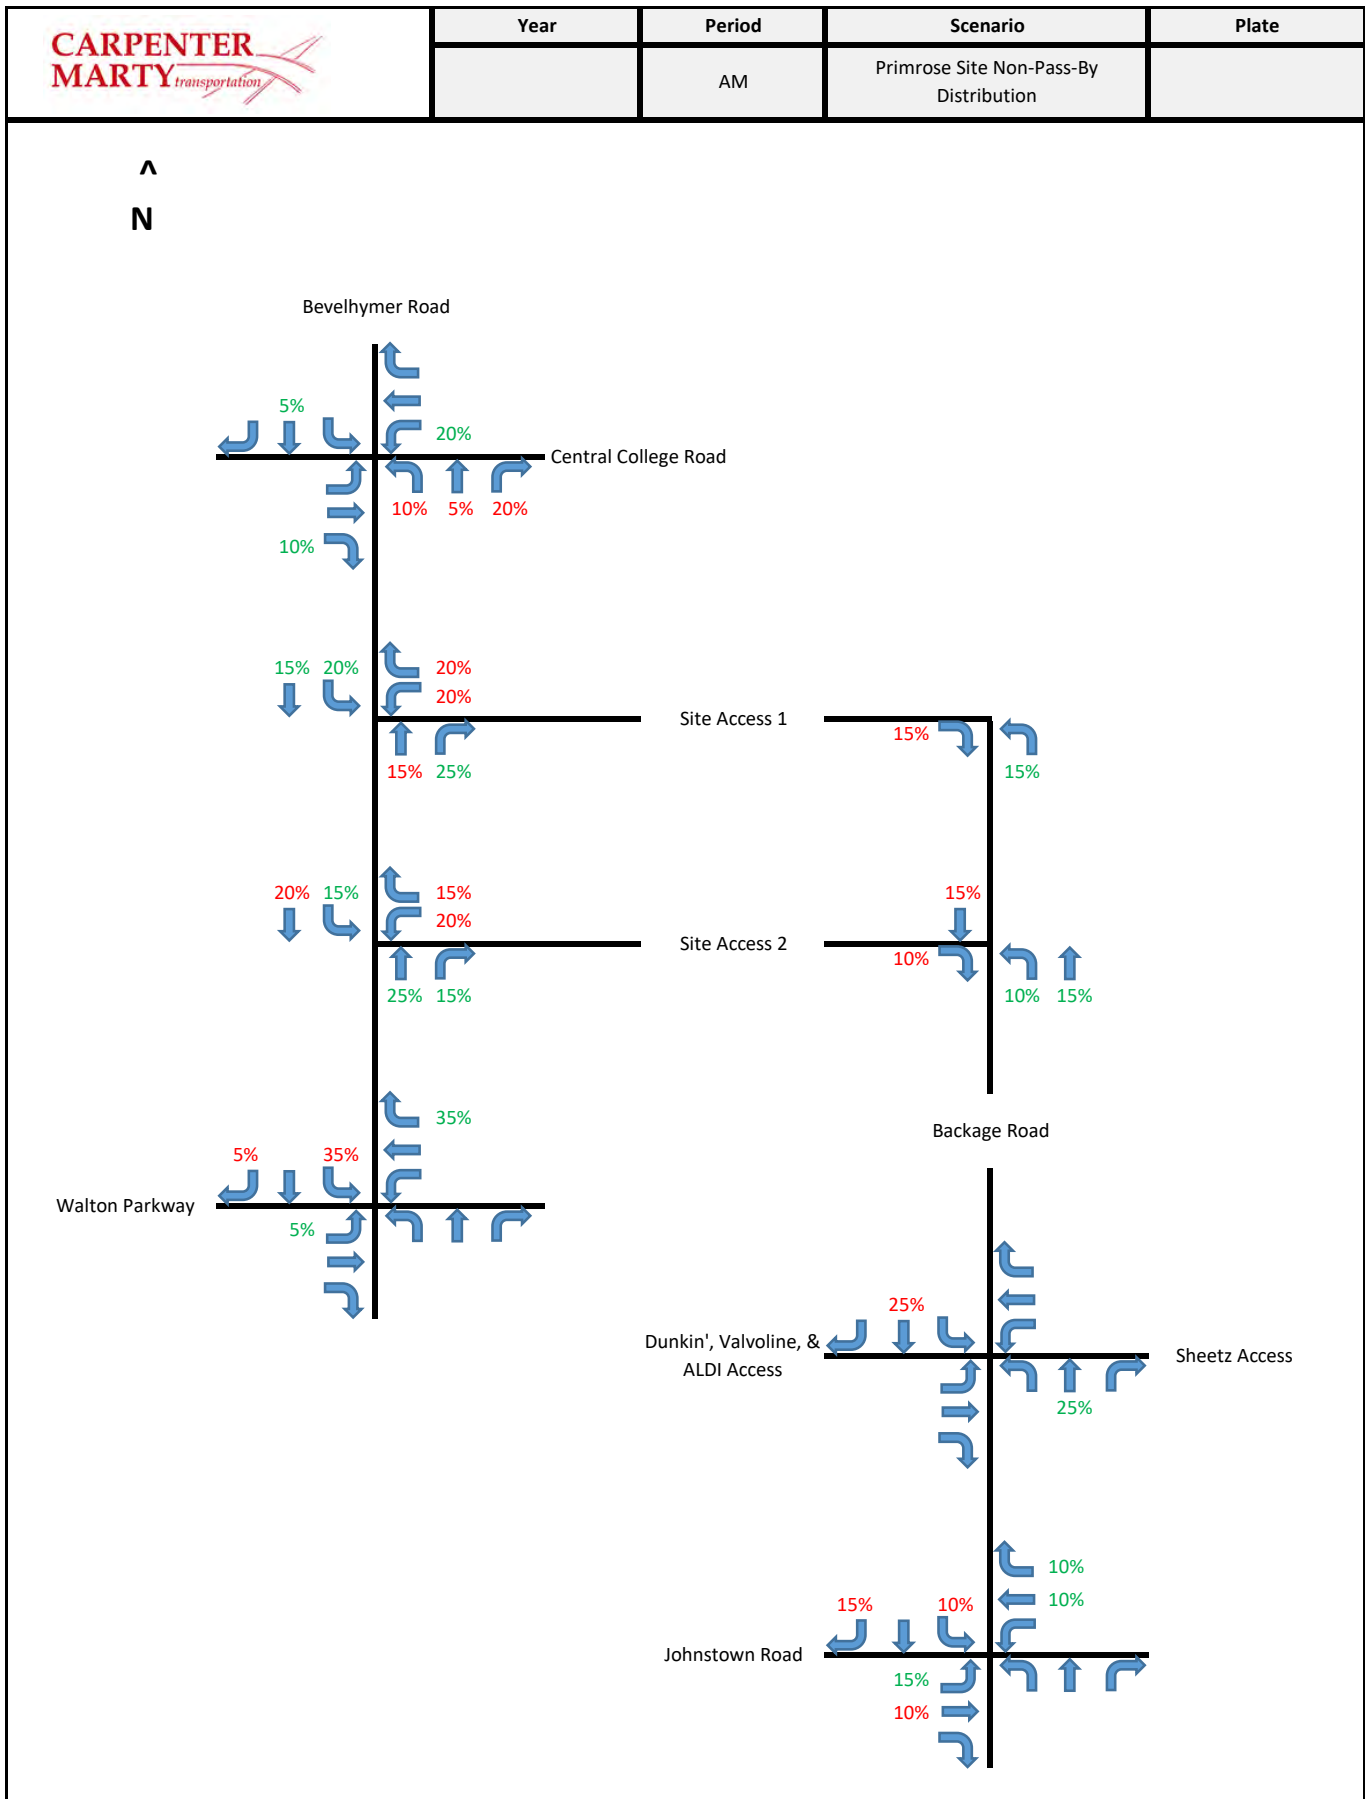 CARPENTER
MARTY transportation
Year Period Scenario Plate
AM
Primrose Site Non-Pass-By
Distribution
^
N
Bevelhymer Road
5%
20%
Central College Road
10% 5% 20%
10%
15% 20% 20%
20%
Site Access 1
15% 25%
15%
15%
20% 15% 15%
20%
15%
Site Access 2
10%
25% 15%
10% 15%
35%
Backage Road
5% 35%
Walton Parkway
5%
25%
Dunkin', Valvoline, &
ALDI Access
Sheetz Access
25%
10%
15% 10% 10%
Johnstown Road
15%
10%